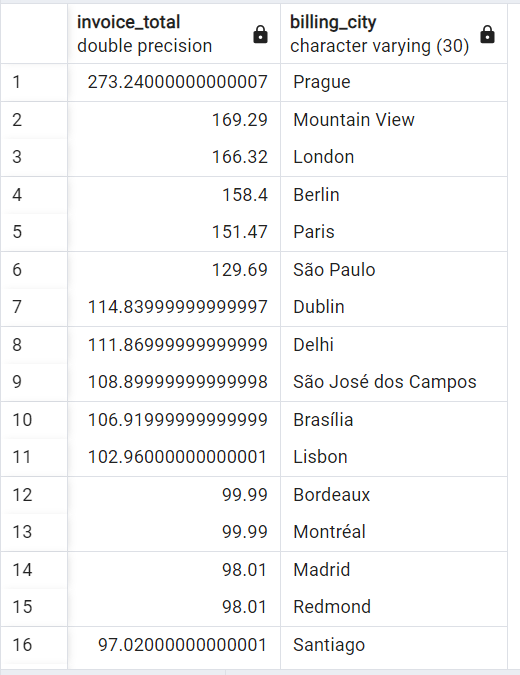 invoice_total billing_city
double precision character varying (30)
1 273.24000000000007 Prague
2 169.29 Mountain View
3 166.32 London
4 158.4 Berlin
5 151.47 Paris
6 129.69 São Paulo
7 114.83999999999997 Dublin
8 111.86999999999999 Delhi
9 108.89999999999998 São José dos Campos
10 106.91999999999999 Brasília
11 102.96000000000001 Lisbon
12 99.99 Bordeaux
13 99.99 Montréal
14 98.01 Madrid
15 98.01 Redmond
16 97.02000000000001 Santiago